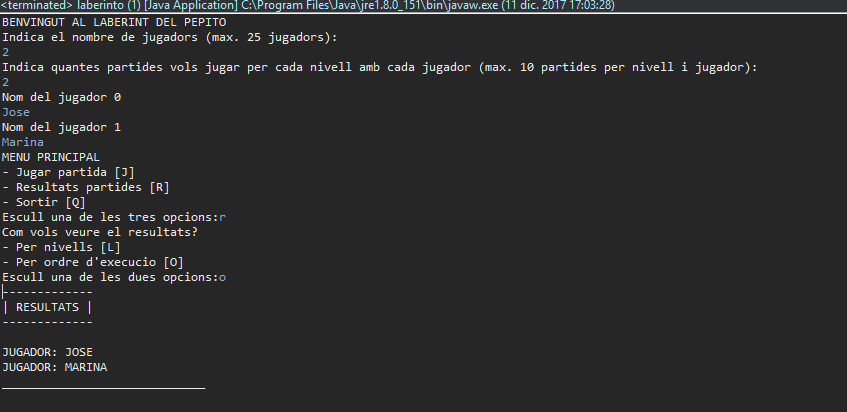 <terminated> laberinto (1) [Java Application] C:\Program Files\Java\jre1.8.0_151\bin\javaw.exe (11 dic. 2017 17:03:28)
BENVINGUT AL LABERINT DEL PEPITO
Indica el nombre de jugadors (max. 25 jugadors):
2
Indica quantes partides vols jugar per cada nivell amb cada jugador (max. 10 partides per nivell i jugador):
2
Nom del jugador 0
Jose
Nom del jugador 1
Marina
MENU PRINCIPAL
- Jugar partida [J]
- Resultats partides [R]
- Sortir [Q]
Escull una de les tres opcions:r
Com vols veure el resultats?
- Per nivells [L]
- Per ordre d'execucio [O]
Escull una de les dues opcions:o
-------------
| RESULTATS |
-------------
JUGADOR: JOSE
JUGADOR: MARINA
_____________________________